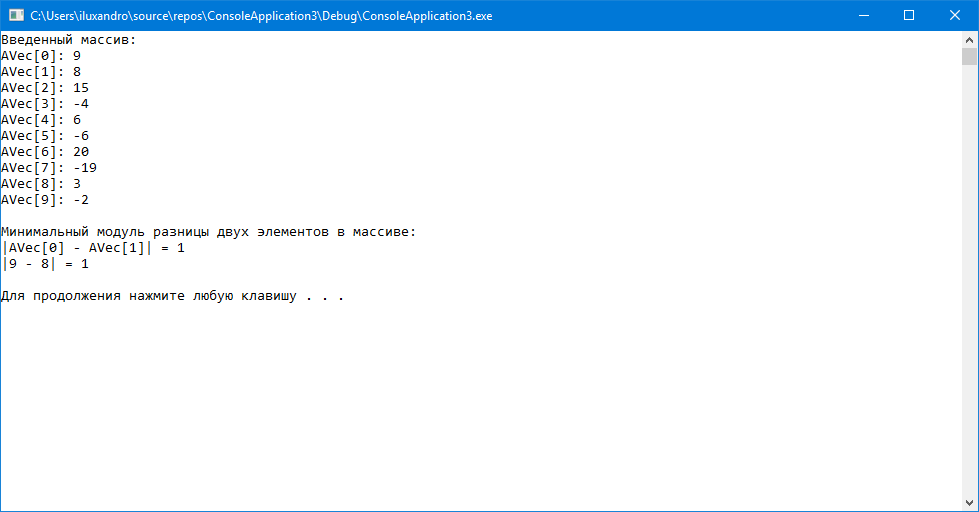 C:\Users\iluxandro\source\repos\ConsoleApplication3\Debug\ConsoleApplication3.exe
Введенный массив:
AVec[0]: 9
AVec[1]: 8
AVec[2]: 15
AVec[3]: -4
AVec[4]: 6
AVec[5]: -6
AVec[6]: 20
AVec[7]: -19
AVec[8]: 3
AVec[9]: -2
Минимальный модуль разницы двух элементов в массиве:
|AVec[0] - AVec[1]| = 1
|9 - 8| = 1
Для продолжения нажмите любую клавишу . . .